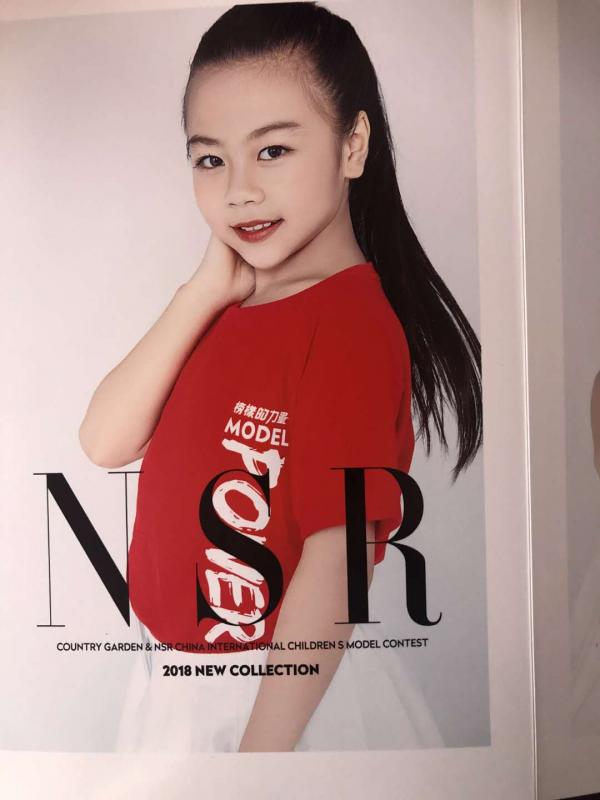 榜樣的力量
MODEL
POWER
NSR
COUNTRY GARDEN & NSR CHINA INTERNATIONAL CHILDREN S MODEL CONTEST
2018 NEW COLLECTION